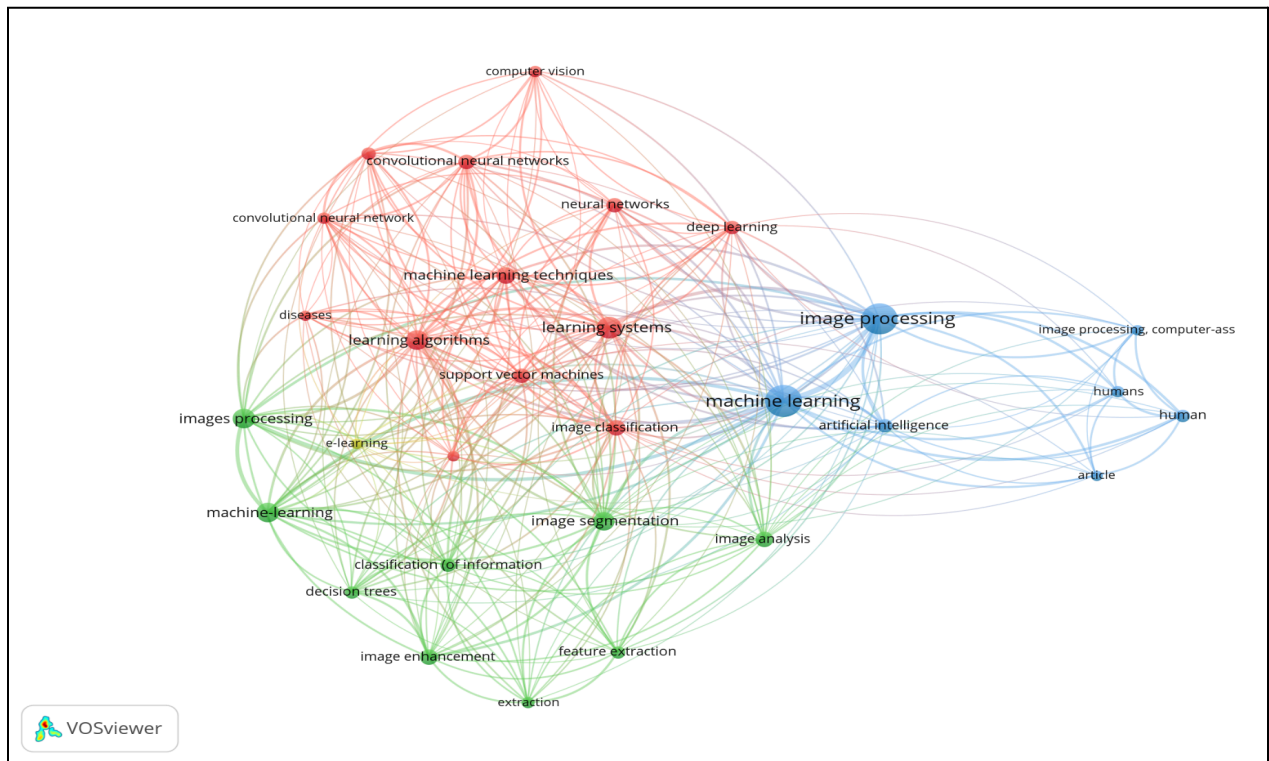 computer vision
convolutional neural networks
neural networks
convolutional neural network
deep learning
machine learning techniques
diseases
image processing
learning systems
image processing, computer-ass
learning algorithms
support vector machines
humans
machine learning
human
images processing
artificial intelligence
image classification
e-learning
article
machine-learning
image segmentation
image analysis
classification (of information
decision trees
feature extraction
image enhancement
extraction
VOSviewer